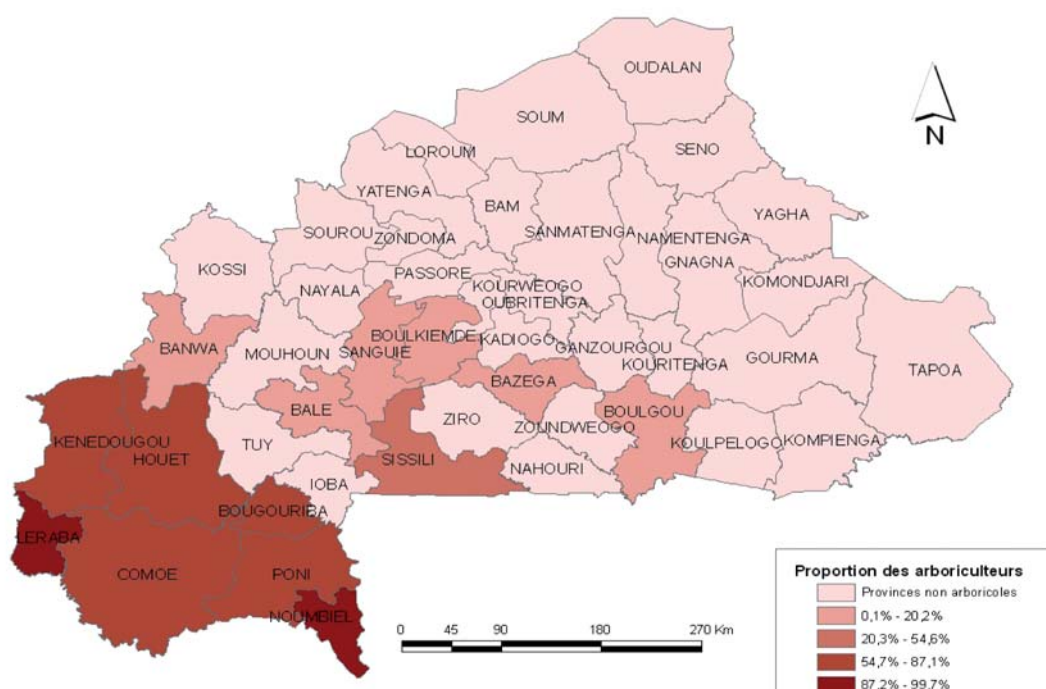 OUDALAN
SOUM
N
LOROUM
SENO
YATENGA
BAM
YAGHA
SOUROU
ZONDOMA
SANMATENGA
NAMENTENGA
KOSSI
PASSORE
GNAGNA
KOMONDJARI
NAYALA
KOURWEOGO
OUBRITENGA
BANWA
MOUHOUN
SANGUIE
BOULKIEMDE
KADIOGO
GANZOURGOU
KOURITENGA
GOURMA
TAPOA
BAZEGA
BALE
ZIRO
BOULGOU
KENEDOUGOU
HOUET
TUY
ZOUNDWEOGO
KOULPELOGO
KOMPIENGA
SISSILI
NAHOURI
IOBA
BOUGOURIBA
LERABA
COMOE
PONI
NOUMBIEL
0 45 90 180 270 Km
Proportion des arboriculteurs
Provinces non arboricoles
0,1% - 20,2%
20,3% - 54,6%
54,7% - 87,1%
87,2% - 99,7%